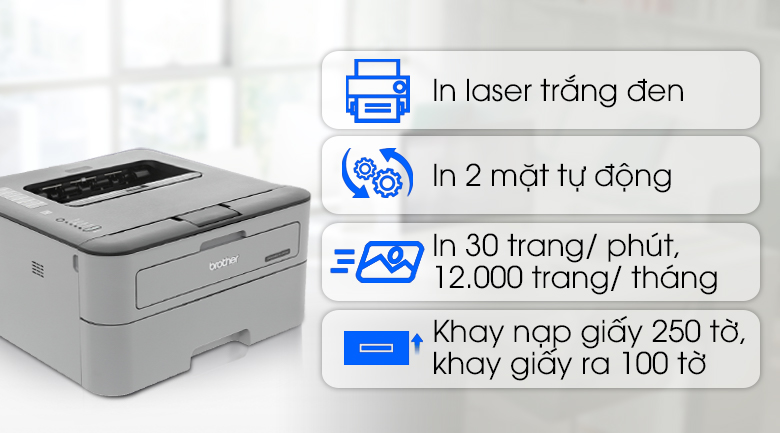 In laser trắng đen
In 2 mặt tự động
In 30 trang/ phút,
12.000 trang/ tháng
Khay nạp giấy 250 tờ,
khay giấy ra 100 tờ
brother